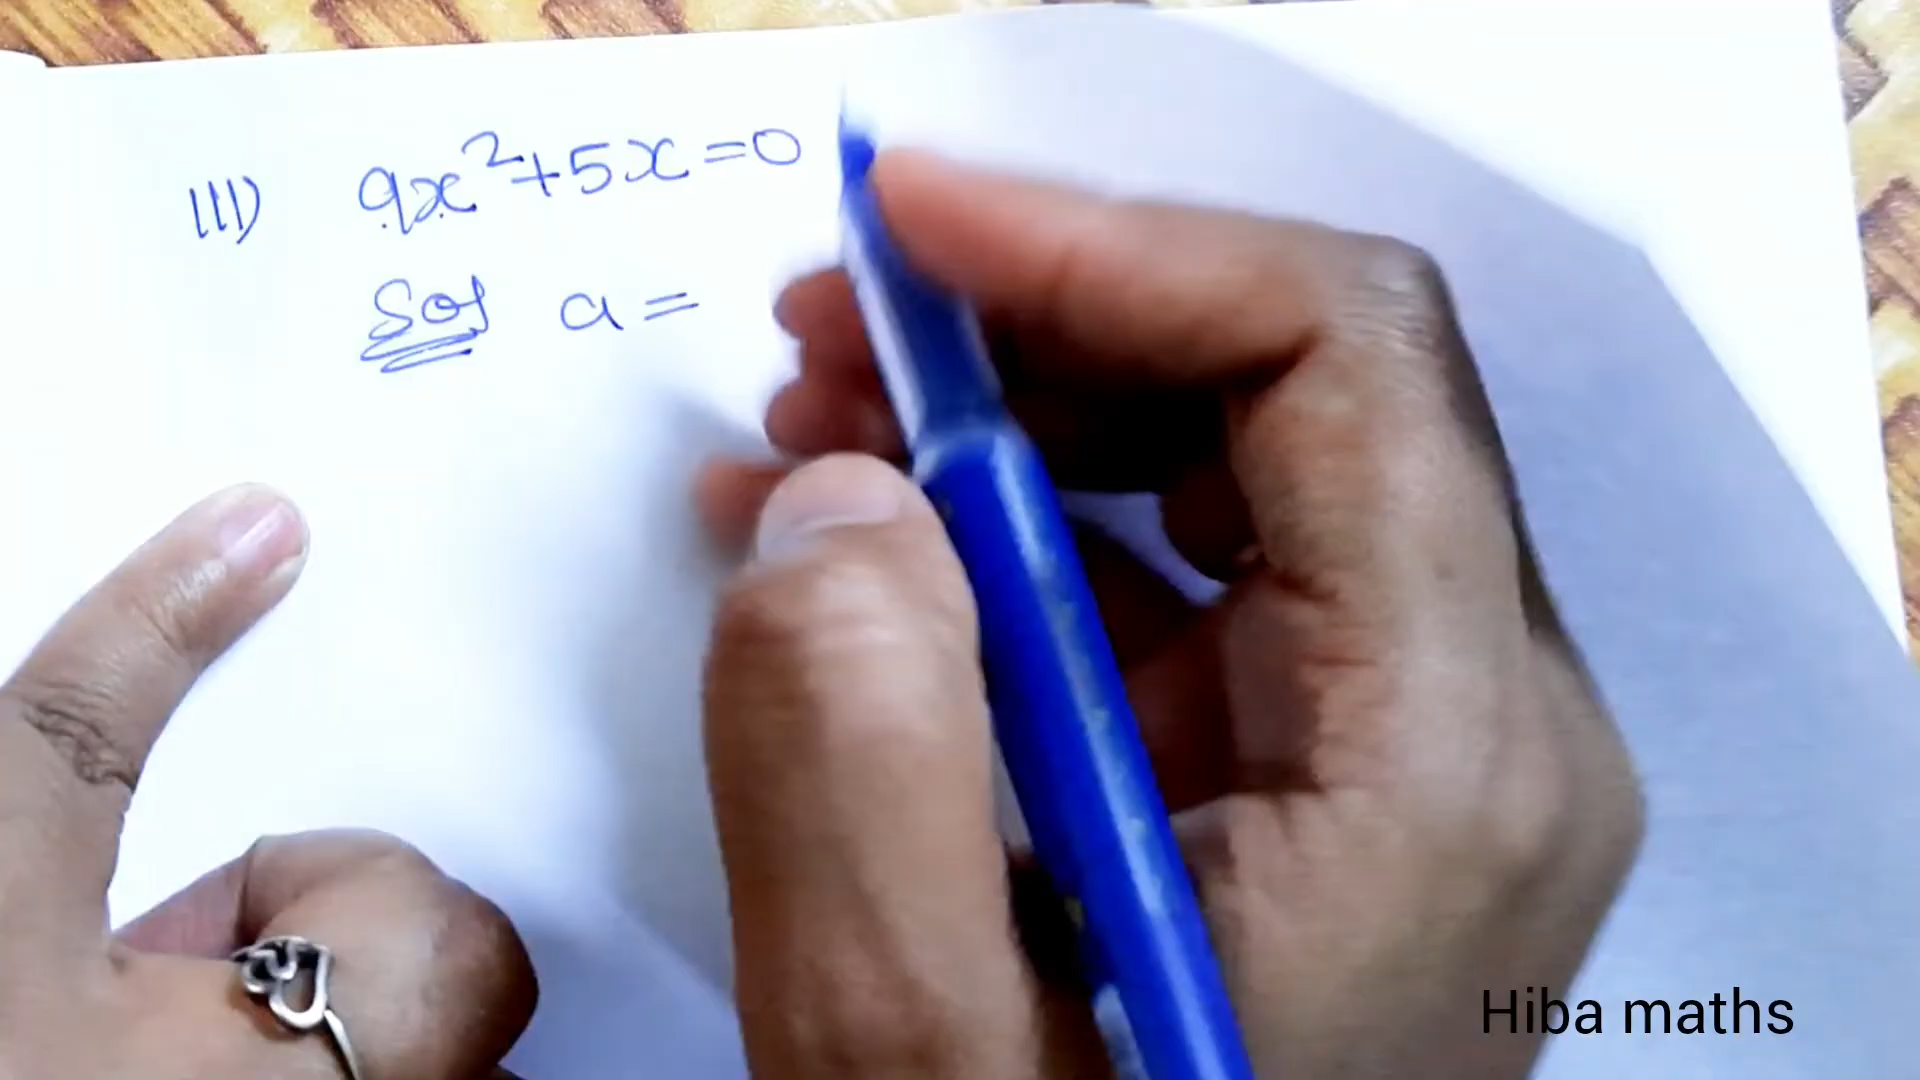 III) 9x²+5x=0
Sol a =
Hiba maths